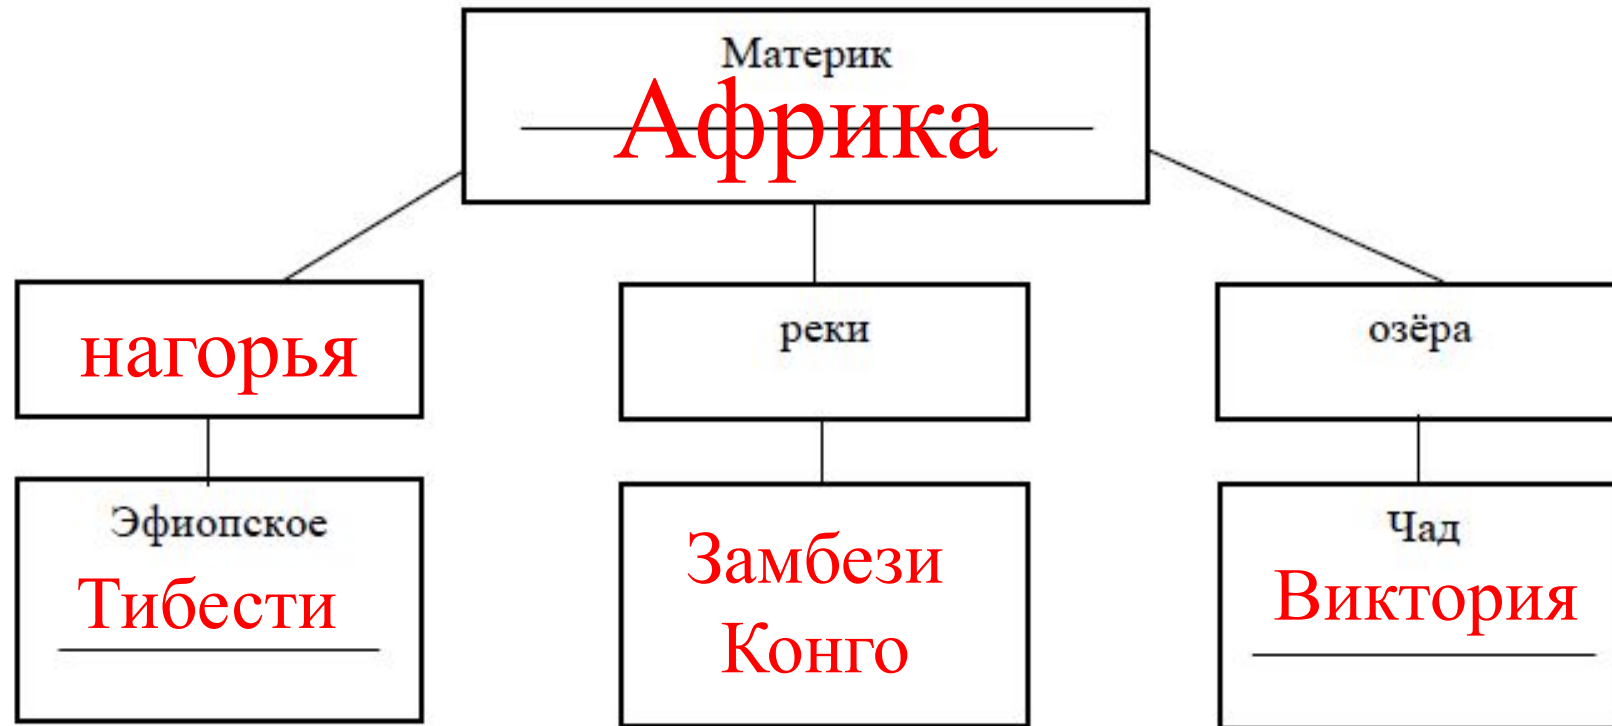 Материк
Африка
нагорья
реки
озёра
Эфиопское
Тибести
Замбези
Конго
Чад
Виктория